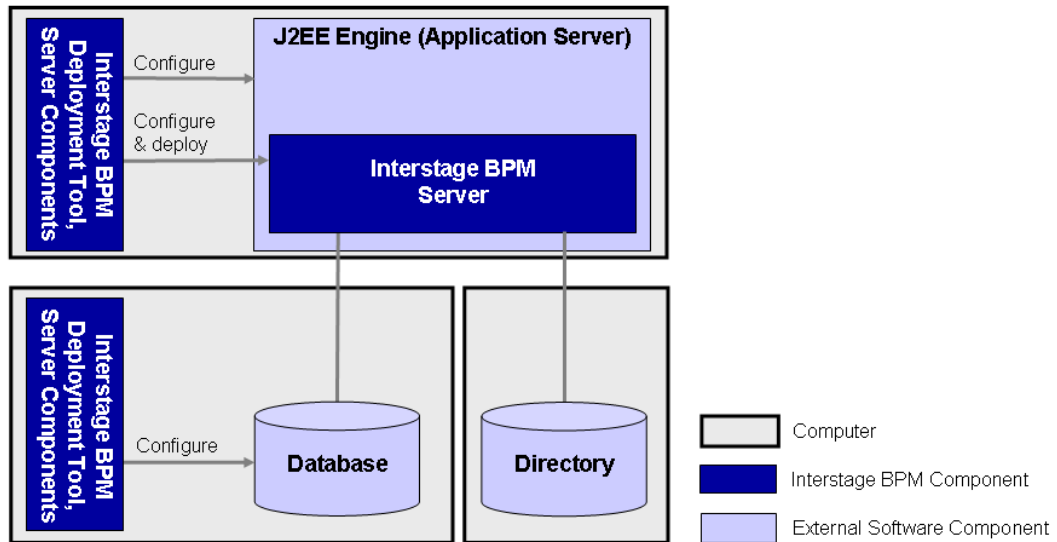 Interstage BPM
Deployment Tool,
Server Components
Configure
Configure
& deploy
J2EE Engine (Application Server)
Interstage BPM
Server
Interstage BPM
Deployment Tool,
Server Components
Configure
Database
Directory
Computer
Interstage BPM Component
External Software Component